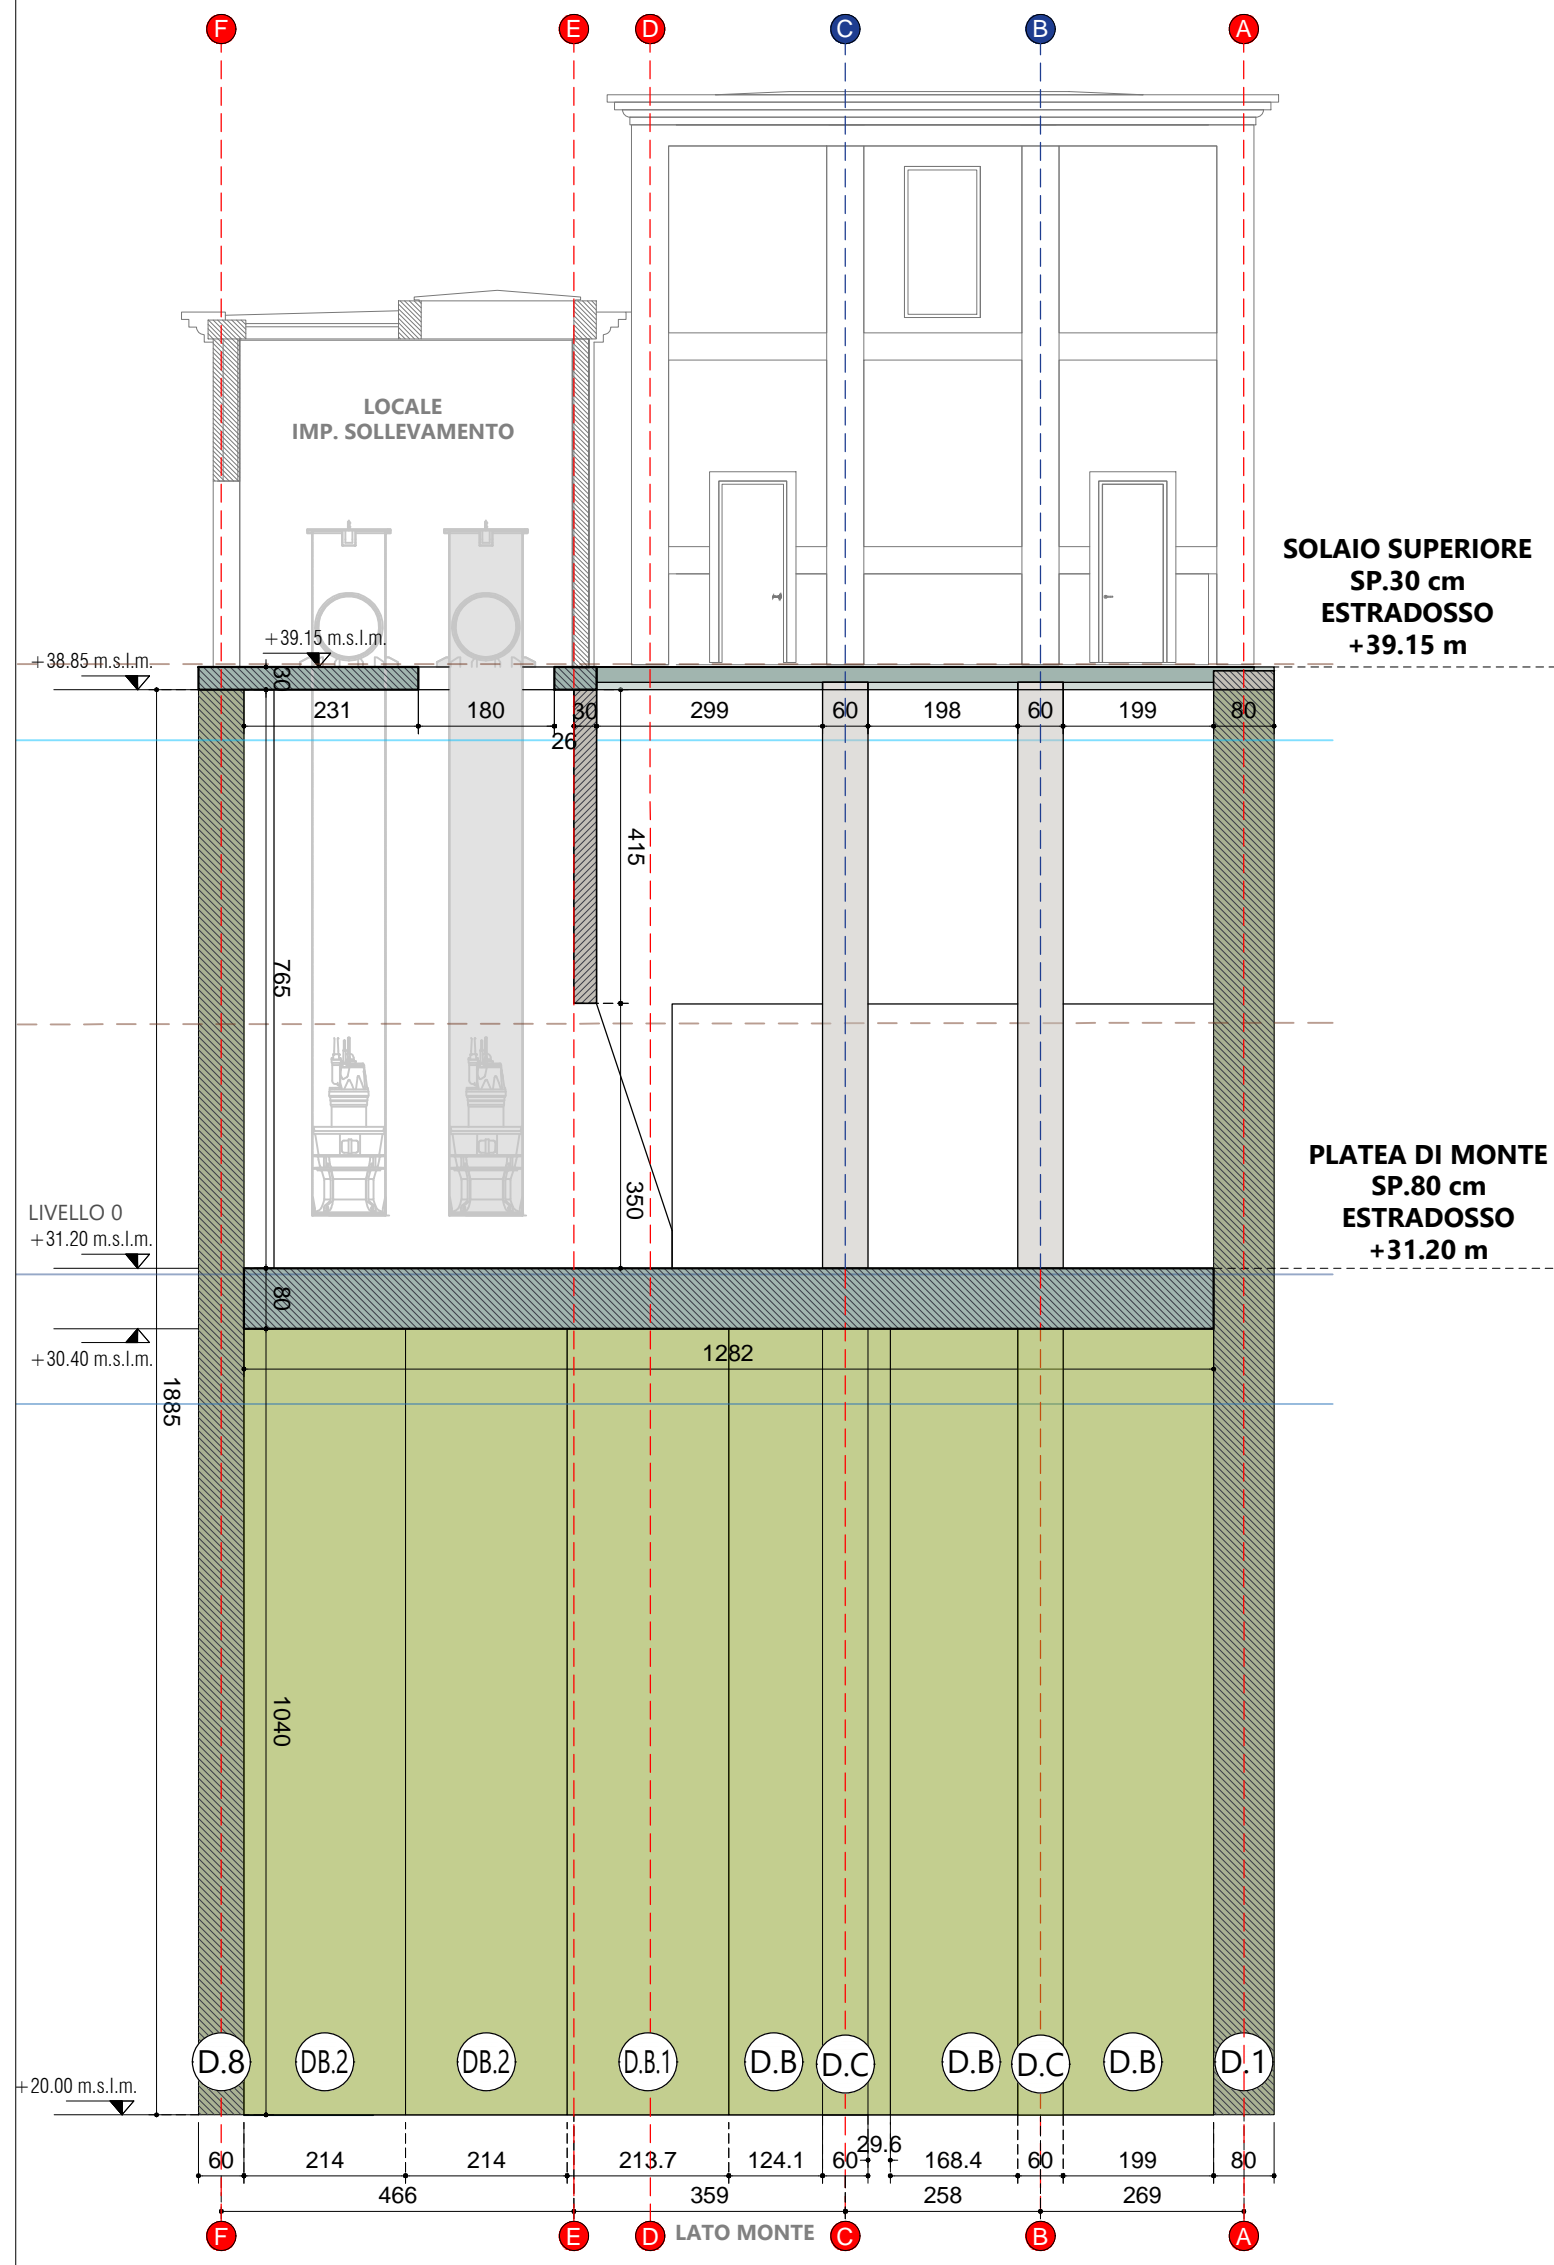 F
E
D
C
B
A
LOCALE
IMP. SOLLEVAMENTO
SOLAIO SUPERIORE
SP.30 cm
ESTRADOSSO
+39.15 m
+39.15 m.s.l.m.
+38.85 m.s.l.m.
30
231
180
30
299
60
198
60
199
80
26
415
765
350
PLATEA DI MONTE
SP.80 cm
ESTRADOSSO
+31.20 m
LIVELLO 0
+31.20 m.s.l.m.
80
+30.40 m.s.l.m.
1282
1885
1040
D.8
DB.2
DB.2
D.B.1
D.B
D.C
D.B
D.C
D.B
D.1
+20.00 m.s.l.m.
29.6
60
214
214
213.7
124.1
60
168.4
60
199
80
466
359
258
269
F
E
D
LATO MONTE
C
B
A